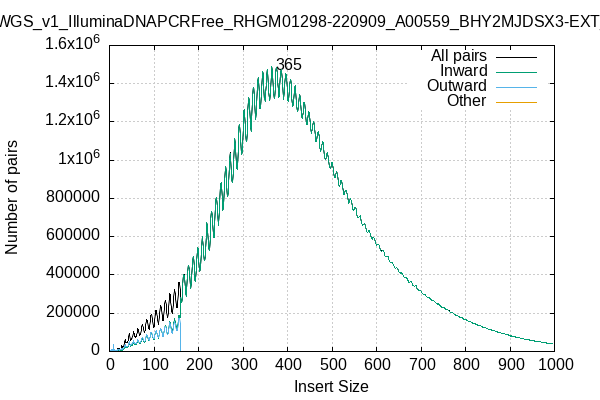 WGS_v1_IlluminaDNAPCRFree_RHGM01298-220909_A00559_BHY2MJDSX3-EXT_
1.6x10^6
1.4x10^6
1.2x10^6
1x10^6
800000
600000
400000
200000
0
Number of pairs
365
All pairs
Inward
Outward
Other
0 100 200 300 400 500 600 700 800 900 1000
Insert Size